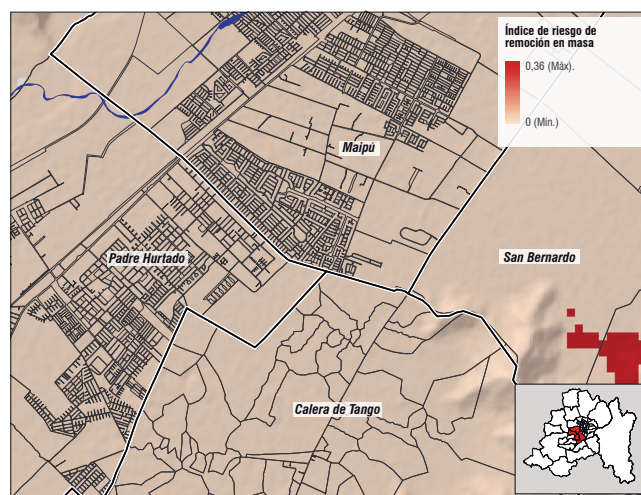 Índice de riesgo de
remoción en masa
0,36 (Máx).
0 (Mín.)
Maipú
Padre Hurtado
San Bernardo
Calera de Tango